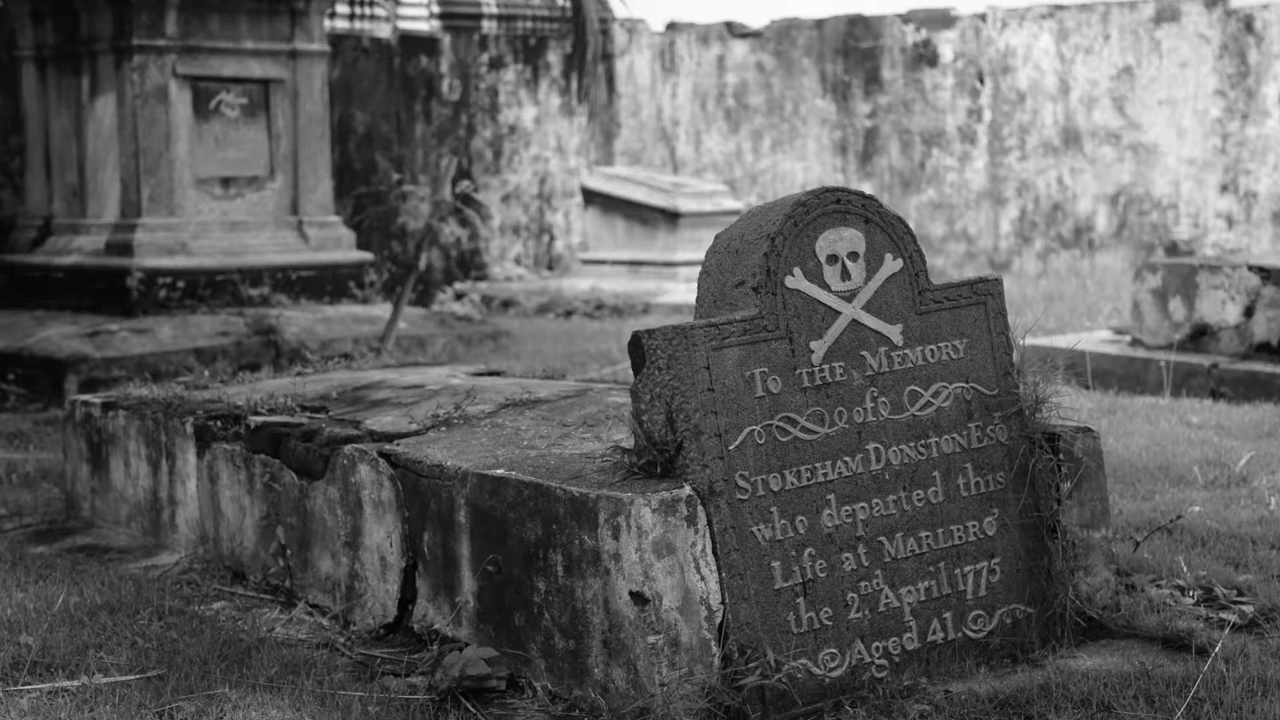 To THE MEMORY
of
STOKEHAM DONSTON ESQ
who departed this
Life at MARLBRO
the 2nd. April 1775
Aged 41.